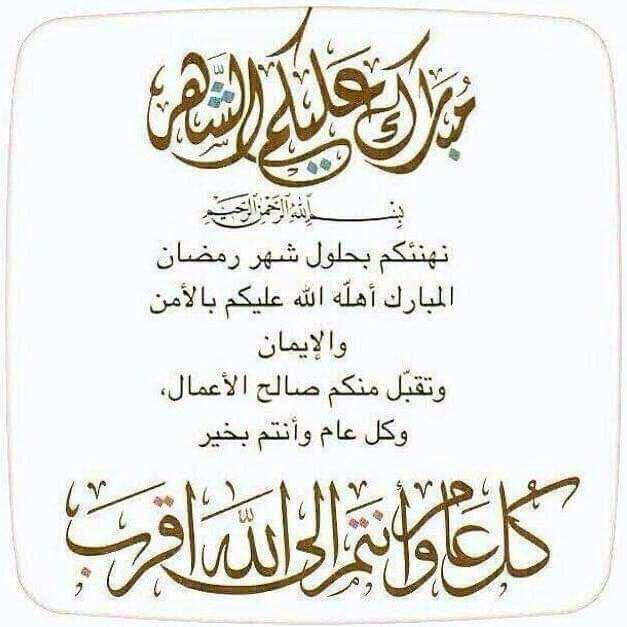 مبارك عليكم الشهر
بسم الله الرحمن الرحيم
نهنئكم بحلول شهر رمضان
المبارك أهلّه الله عليكم بالأمن
والإيمان
وتقبّل منكم صالح الأعمال،
وكل عام وأنتم بخير
كل عام وأنتم إلى الله أقرب